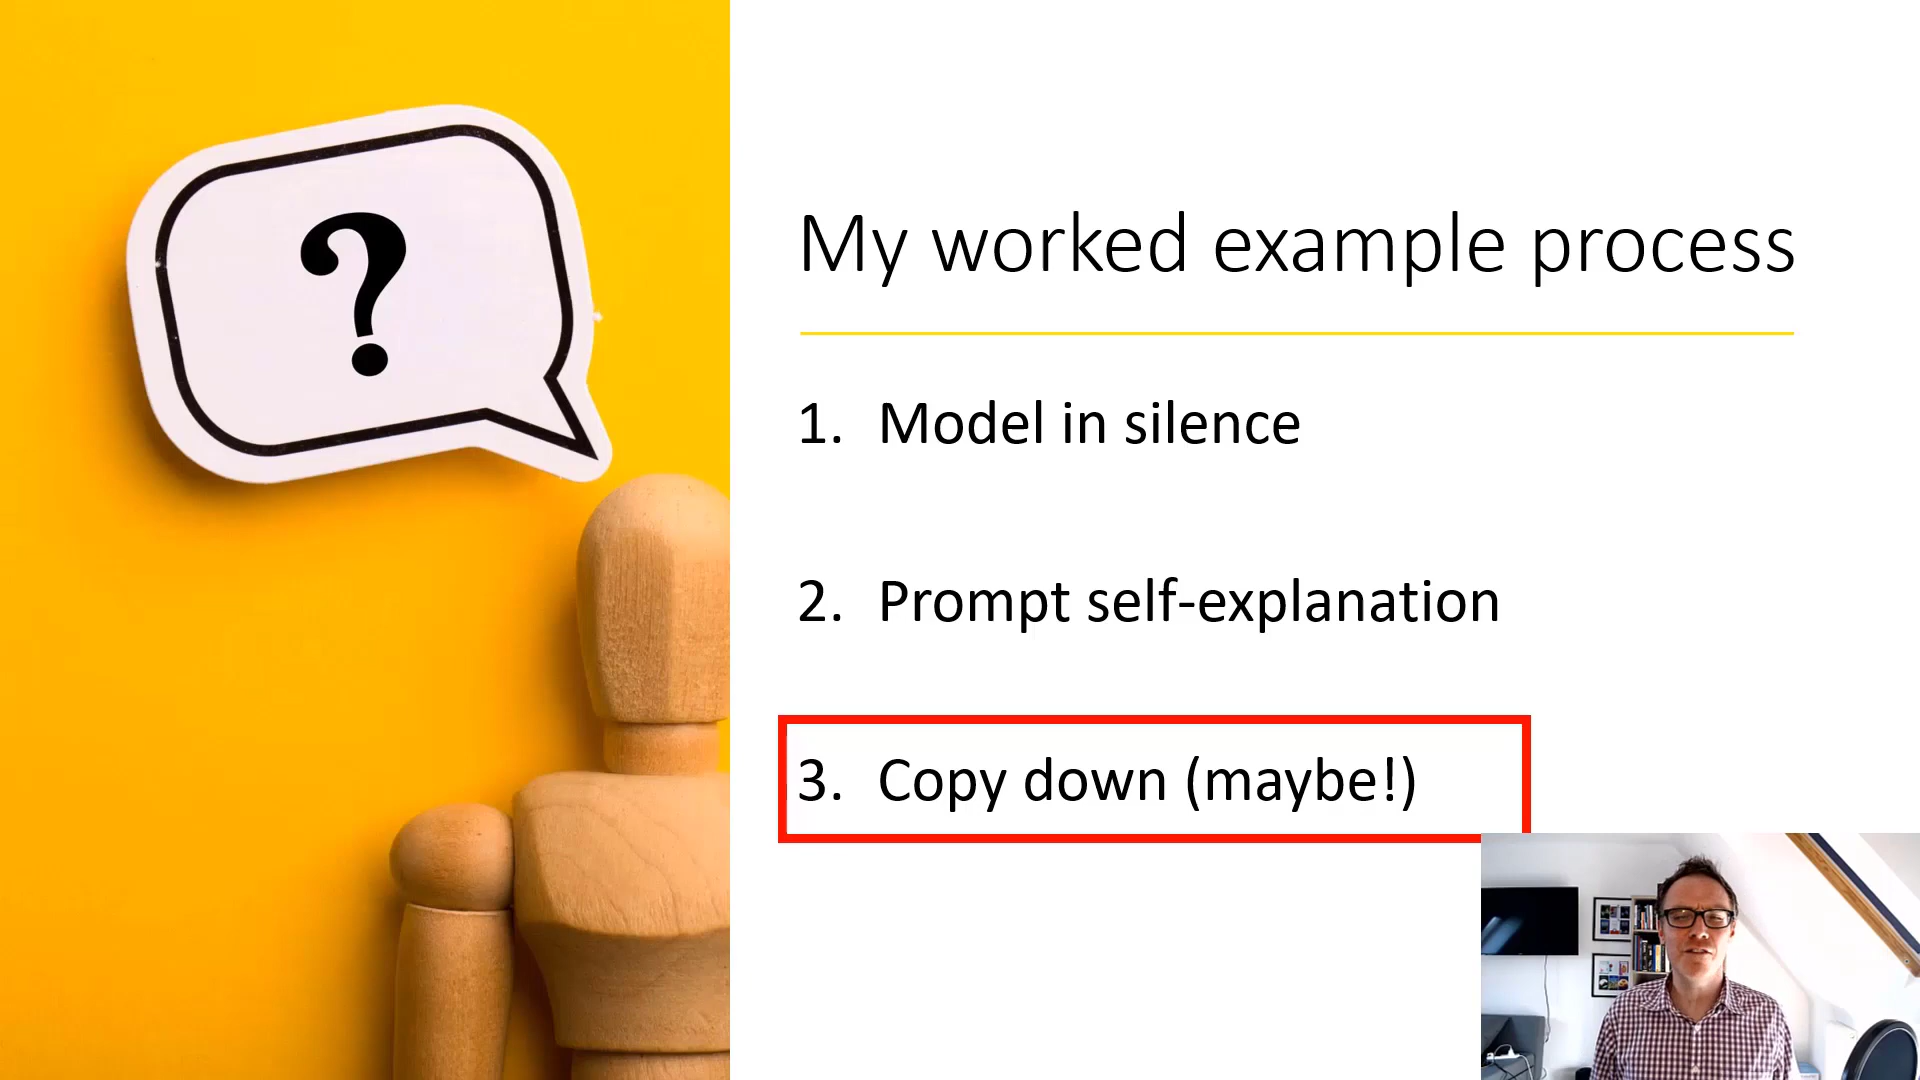 ?
My worked example process
1. Model in silence
2. Prompt self-explanation
3. Copy down (maybe!)